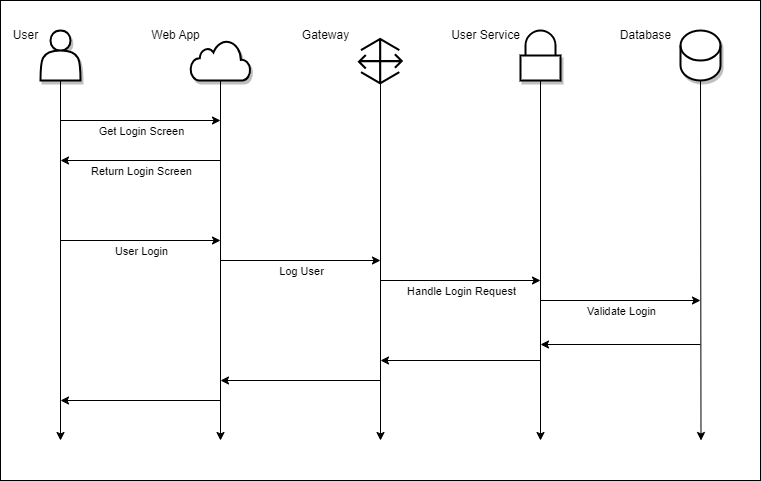 User
Web App
Gateway
User Service
Database
Get Login Screen
Return Login Screen
User Login
Log User
Handle Login Request
Validate Login